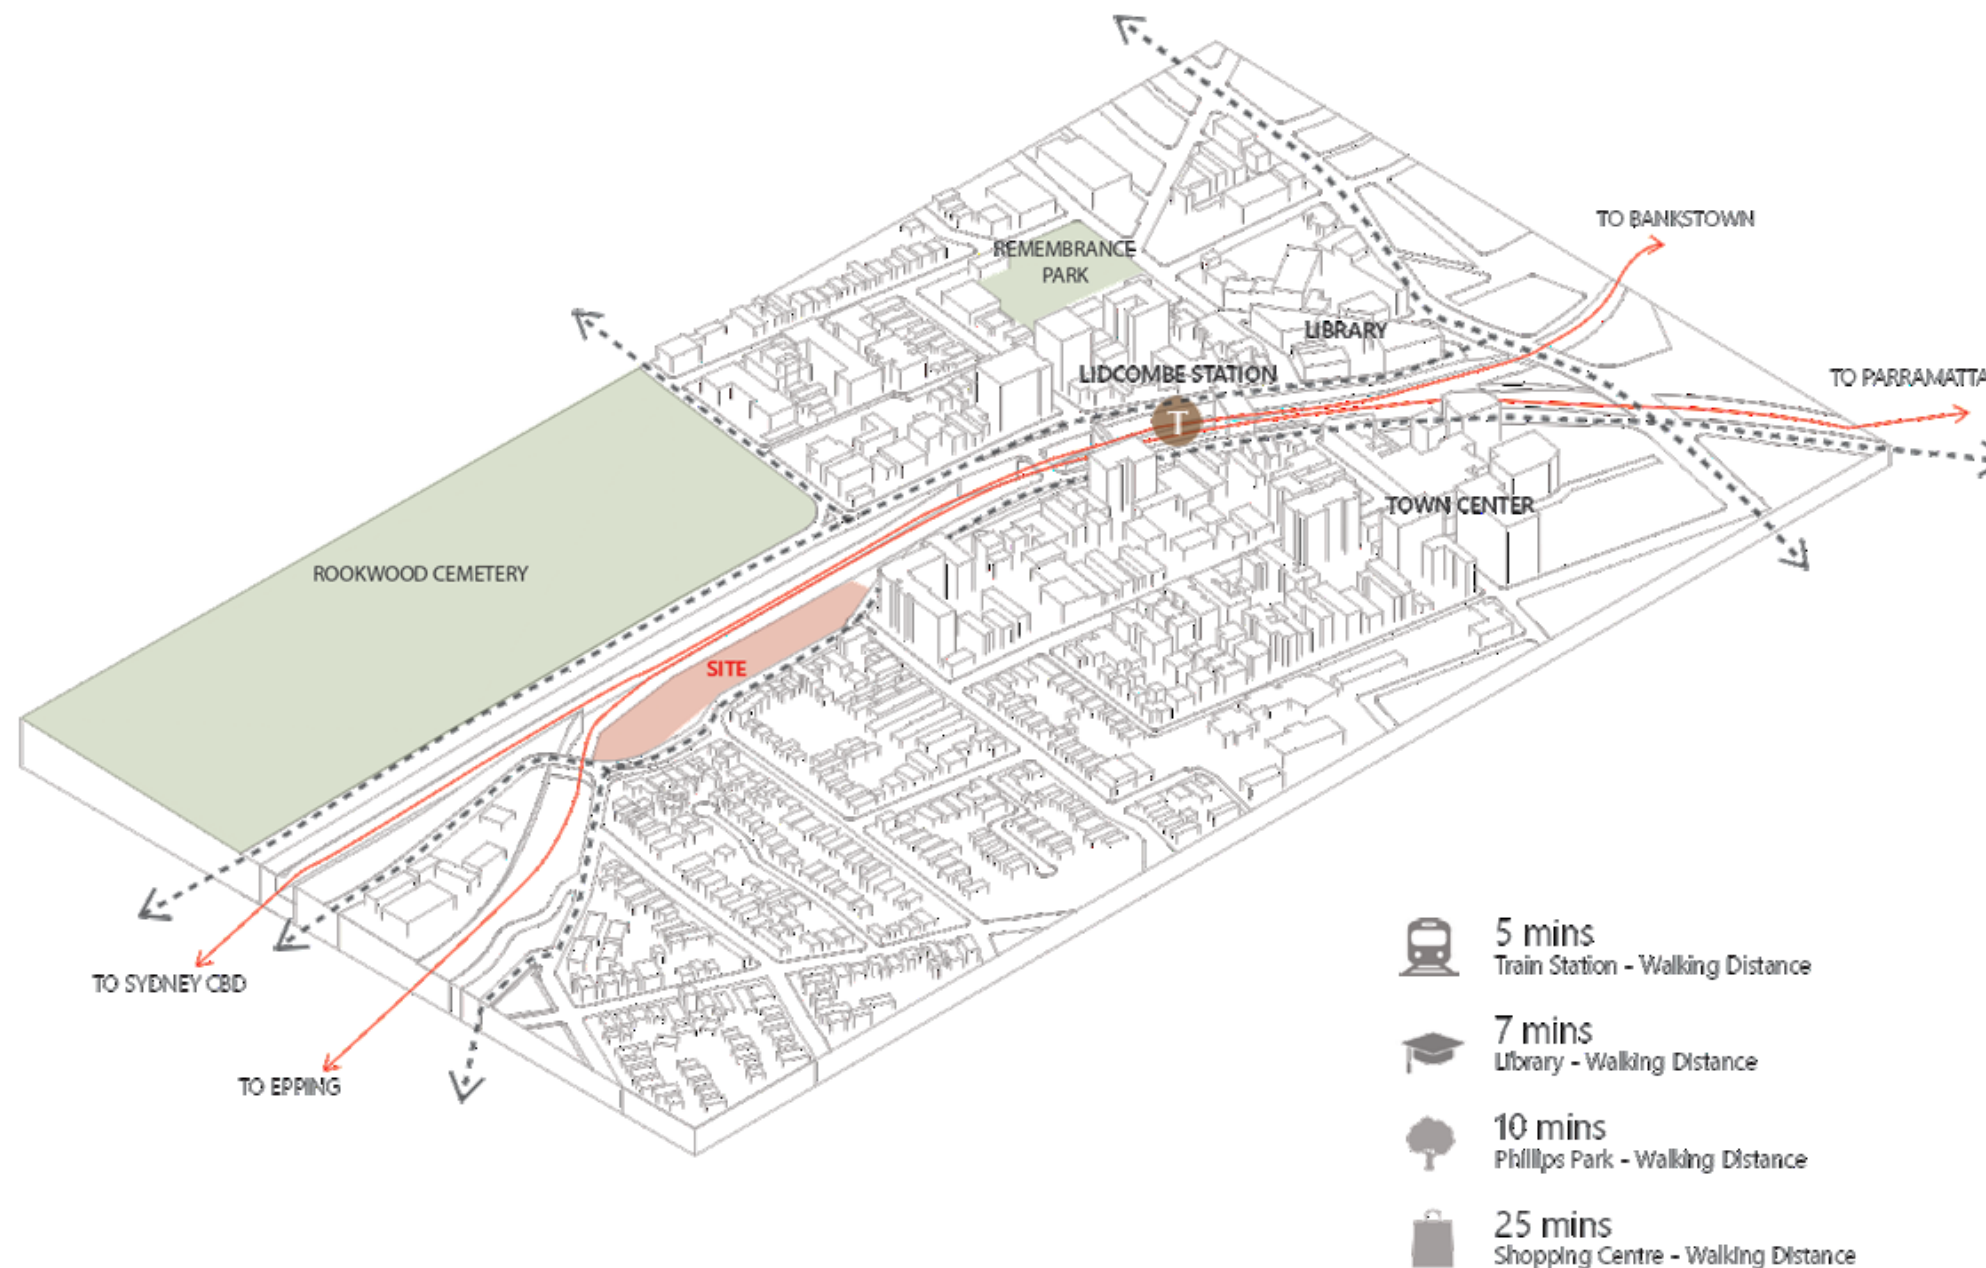 TO BANKSTOWN
REMEMBRANCE
PARK
LIBRARY
LIDCOMBE STATION
TO PARRAMATTA
T
TOWN CENTER
ROOKWOOD CEMETERY
SITE
TO SYDNEY CBD
TO EPPING
5 mins
Train Station - Walking Distance
7 mins
Library - Walking Distance
10 mins
Phillips Park - Walking Distance
25 mins
Shopping Centre - Walking Distance